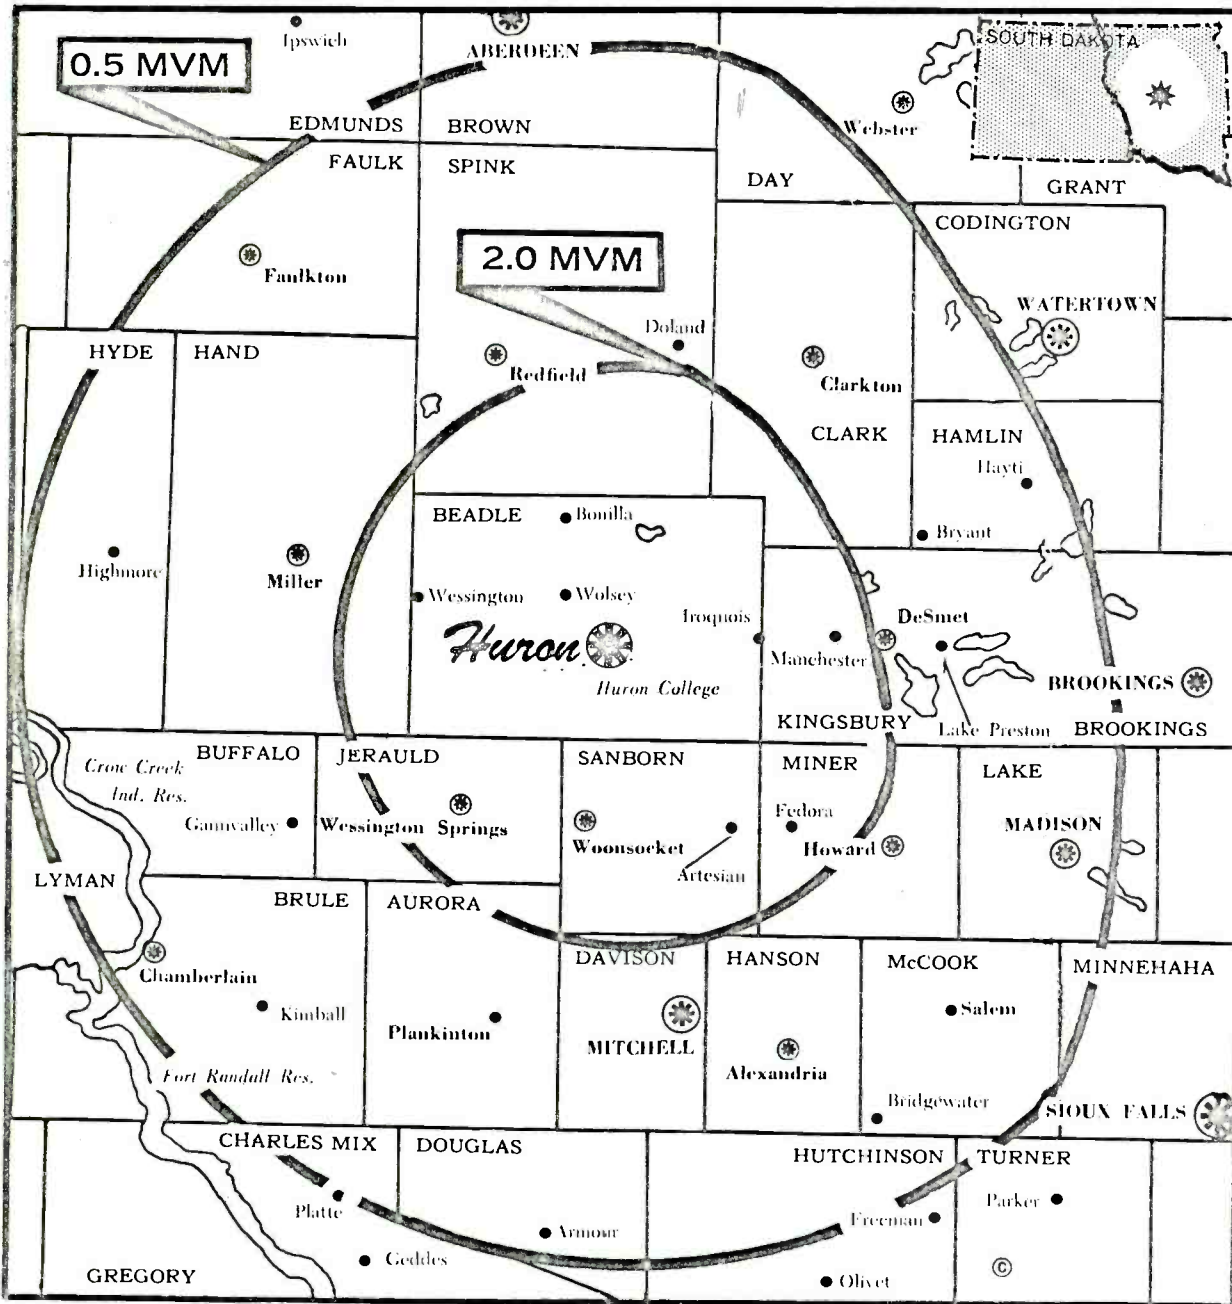 Ipswich
ABERDEEN
SOUTH DAKOTA
0.5 MVM
Webster
EDMUNDS
BROWN
FAULK
SPINK
DAY
GRANT
CODINGTON
2.0 MVM
Faulkton
WATERTOWN
Doland
HYDE
HAND
Redfield
Clarkton
CLARK
HAMLIN
Hayti
BEADLE
Bonilla
Bryant
Highmore
Miller
Wessington
Wolsey
Iroquois
DeSmet
Huron
Manchester
Huron College
BROOKINGS
KINGSBURY
Lake Preston
BROOKINGS
BUFFALO
JERAULD
SANBORN
MINER
LAKE
Crow Creek
Ind. Res.
Gannvalley
Wessington Springs
Fedora
MADISON
Woonsocket
Howard
Artesian
LYMAN
BRULE
AURORA
DAVISON
HANSON
McCOOK
MINNEHAHA
Chamberlain
Kimball
Plankinton
Salem
MITCHELL
Alexandria
Fort Randall Res.
Bridgewater
SIOUX FALLS
CHARLES MIX
DOUGLAS
HUTCHINSON
TURNER
Platte
Parker
Freeman
Armour
Geddes
©
GREGORY
Olivet